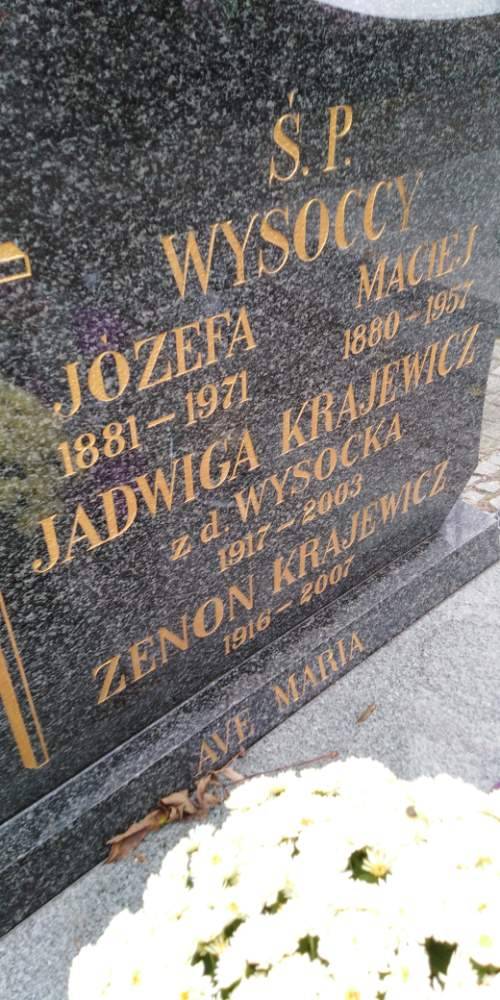 Ś. P.
WYSOCCY
JÓZEFA MACIEJ
1881 – 1971 1880 – 1957
JADWIGA KRAJEWICZ
z d. WYSOCKA
1917 – 2003
ZENON KRAJEWICZ
1916 – 2007
AVE MARIA